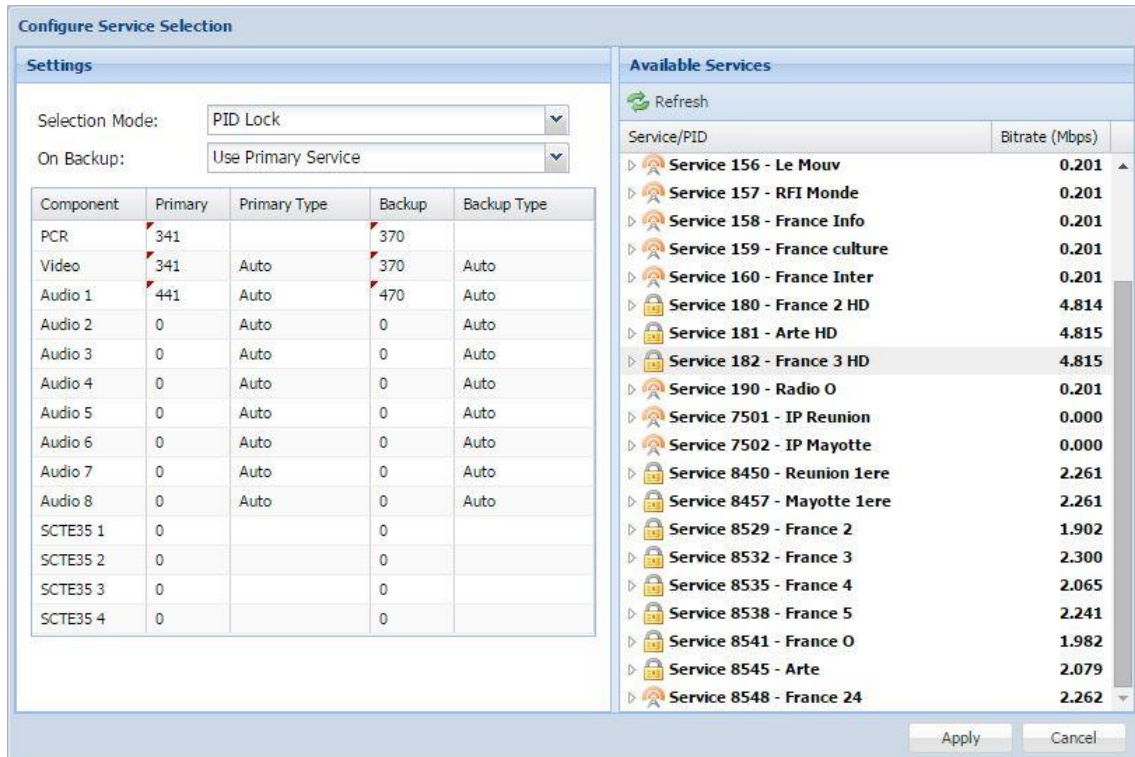 Configure Service Selection
Settings
Selection Mode: PID Lock
On Backup: Use Primary Service
Component Primary Primary Type Backup Backup Type
PCR 341 370
Video 341 Auto 370 Auto
Audio 1 441 Auto 470 Auto
Audio 2 0 Auto 0 Auto
Audio 3 0 Auto 0 Auto
Audio 4 0 Auto 0 Auto
Audio 5 0 Auto 0 Auto
Audio 6 0 Auto 0 Auto
Audio 7 0 Auto 0 Auto
Audio 8 0 Auto 0 Auto
SCTE35 1 0 0
SCTE35 2 0 0
SCTE35 3 0 0
SCTE35 4 0 0
Available Services
Refresh
Service/PID Bitrate (Mbps)
Service 156 - Le Mouv 0.201
Service 157 - RFI Monde 0.201
Service 158 - France Info 0.201
Service 159 - France culture 0.201
Service 160 - France Inter 0.201
Service 180 - France 2 HD 4.814
Service 181 - Arte HD 4.815
Service 182 - France 3 HD 4.815
Service 190 - Radio O 0.201
Service 7501 - IP Reunion 0.000
Service 7502 - IP Mayotte 0.000
Service 8450 - Reunion 1ere 2.261
Service 8457 - Mayotte 1ere 2.261
Service 8529 - France 2 1.902
Service 8532 - France 3 2.300
Service 8535 - France 4 2.065
Service 8538 - France 5 2.241
Service 8541 - France O 1.982
Service 8545 - Arte 2.079
Service 8548 - France 24 2.262
Apply Cancel